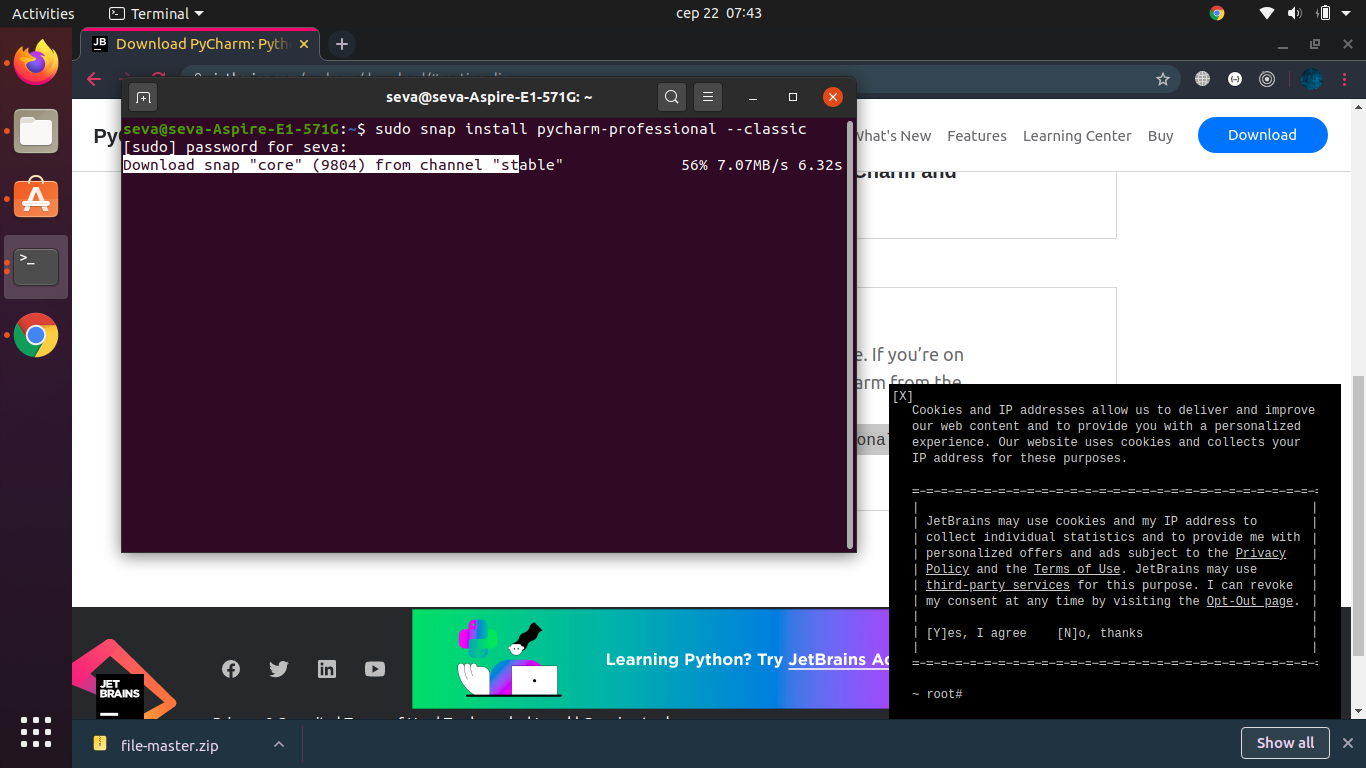 Activities
Terminal
сер 22 07:43
Download PyCharm: Pyth
seva@seva-Aspire-E1-571G: ~
seva@seva-Aspire-E1-571G:~$ sudo snap install pycharm-professional --classic
[sudo] password for seva:
Download snap "core" (9804) from channel "stable" 56% 7.07MB/s 6.32s
What's New Features Learning Center Buy Download
Charm and
e. If you’re on
arm from the
[X]
Cookies and IP addresses allow us to deliver and improve
our web content and to provide you with a personalized
experience. Our website uses cookies and collects your
IP address for these purposes.
JetBrains may use cookies and my IP address to
collect individual statistics and to provide me with
personalized offers and ads subject to the Privacy
Policy and the Terms of Use. JetBrains may use
third-party services for this purpose. I can revoke
my consent at any time by visiting the Opt-Out page.
[Y]es, I agree [N]o, thanks
~ root#
JET
BRAINS
Learning Python? Try JetBrains Ac
file-master.zip
Show all